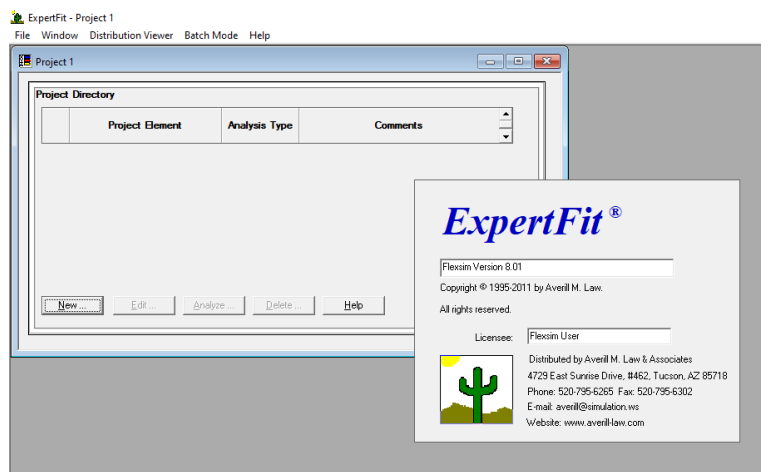 ExpertFit - Project 1
File Window Distribution Viewer Batch Mode Help
Project 1
Project Directory
Project Element Analysis Type Comments
New ... Edit ... Analyze ... Delete ... Help
ExpertFit ®
Flexsim Version 8.01
Copyright © 1995-2011 by Averill M. Law.
All rights reserved.
Licensee: Flexsim User
Distributed by Averill M. Law & Associates
4729 East Sunrise Drive, #462, Tucson, AZ 85718
Phone: 520-795-6265 Fax: 520-795-6302
E-mail: averill@simulation.ws
Website: www.averill-law.com